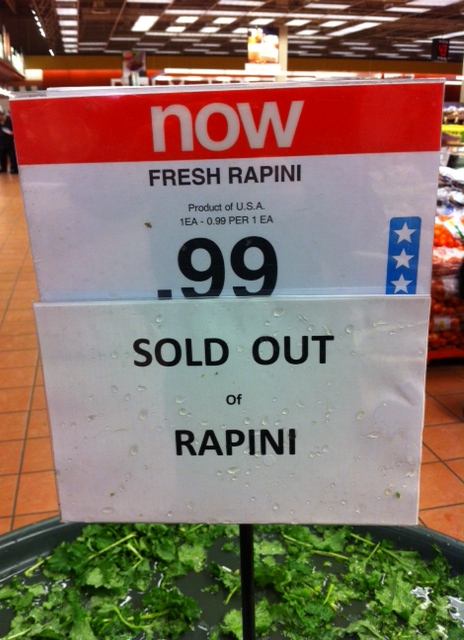 now
FRESH RAPINI
Product of U.S.A.
1EA - 0.99 PER 1 EA
.99
SOLD OUT
Of
RAPINI